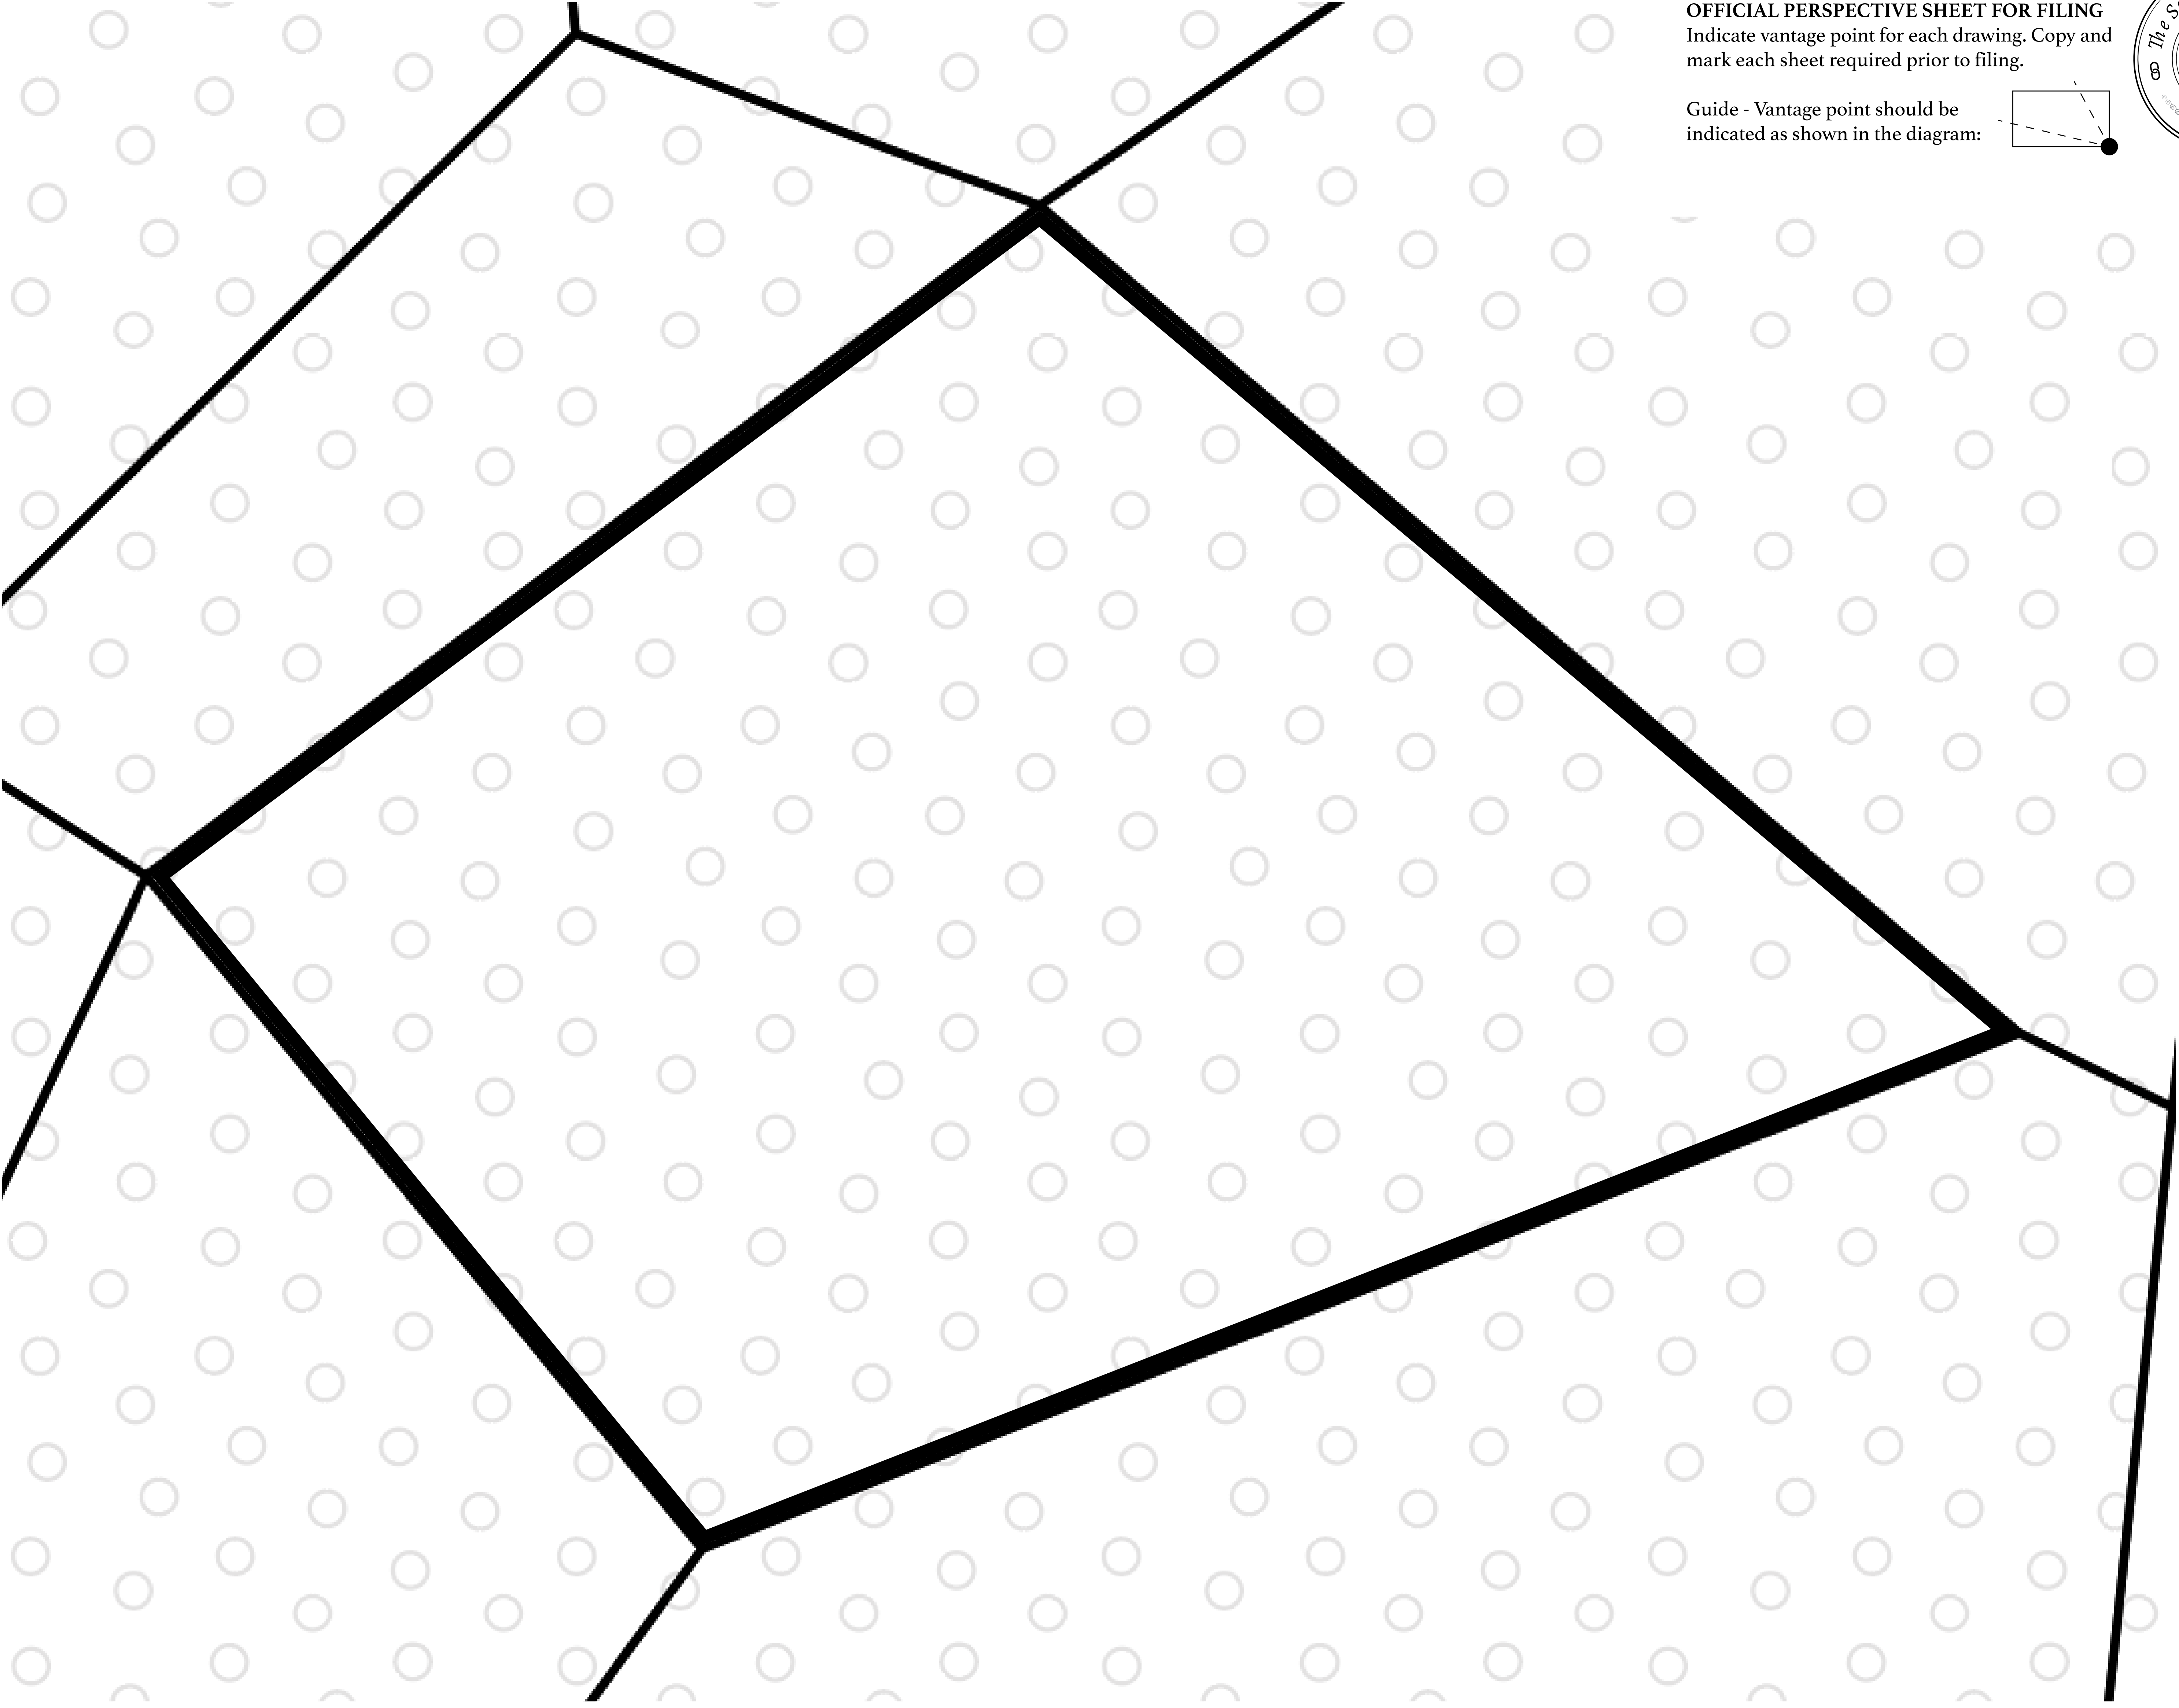 OFFICIAL PERSPECTIVE SHEET FOR FILING
Indicate vantage point for each drawing. Copy and
mark each sheet required prior to filing.
Guide - Vantage point should be
indicated as shown in the diagram:
The